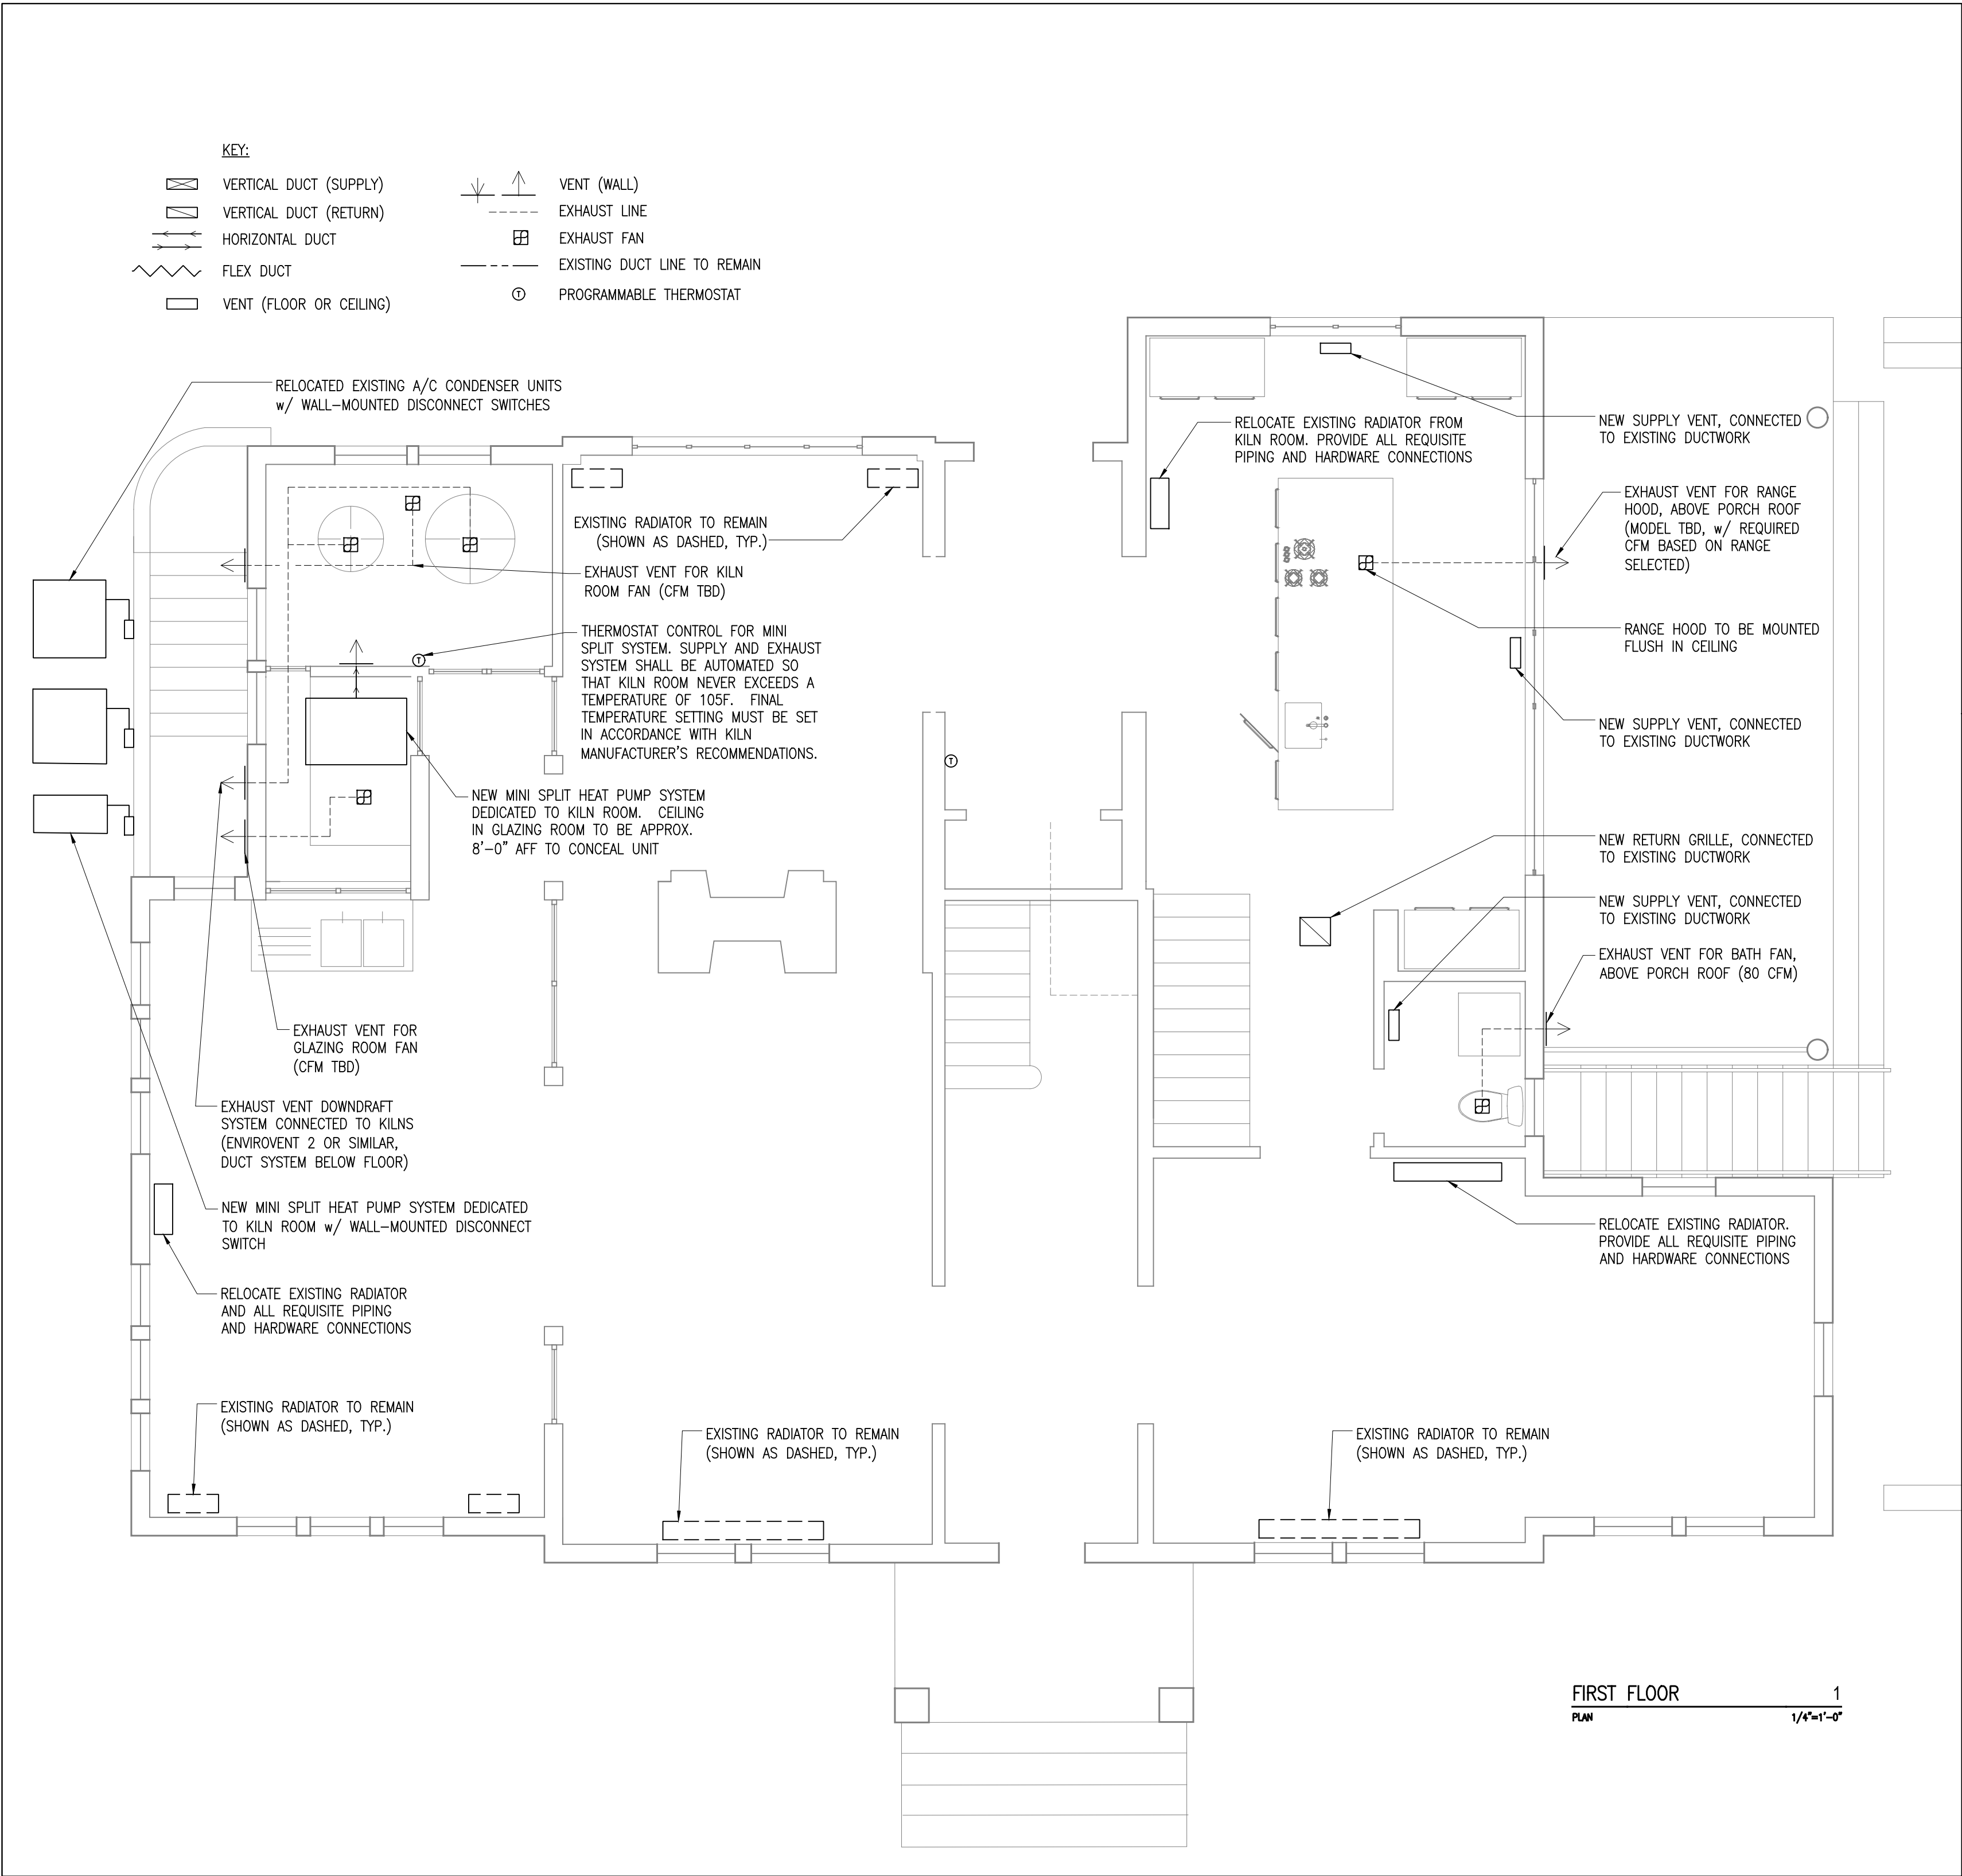 KEY:
VERTICAL DUCT (SUPPLY)
VERTICAL DUCT (RETURN)
HORIZONTAL DUCT
FLEX DUCT
VENT (FLOOR OR CEILING)
VENT (WALL)
EXHAUST LINE
EXHAUST FAN
EXISTING DUCT LINE TO REMAIN
T
PROGRAMMABLE THERMOSTAT
RELOCATED EXISTING A/C CONDENSER UNITS
w/ WALL-MOUNTED DISCONNECT SWITCHES
EXISTING RADIATOR TO REMAIN
(SHOWN AS DASHED, TYP.)
EXHAUST VENT FOR KILN
ROOM FAN (CFM TBD)
T
THERMOSTAT CONTROL FOR MINI
SPLIT SYSTEM. SUPPLY AND EXHAUST
SYSTEM SHALL BE AUTOMATED SO
THAT KILN ROOM NEVER EXCEEDS A
TEMPERATURE OF 105F. FINAL
TEMPERATURE SETTING MUST BE SET
IN ACCORDANCE WITH KILN
MANUFACTURER'S RECOMMENDATIONS.
T
NEW MINI SPLIT HEAT PUMP SYSTEM
DEDICATED TO KILN ROOM. CEILING
IN GLAZING ROOM TO BE APPROX.
8'-0" AFF TO CONCEAL UNIT
EXHAUST VENT FOR
GLAZING ROOM FAN
(CFM TBD)
EXHAUST VENT DOWNDRAFT
SYSTEM CONNECTED TO KILNS
(ENVIROVENT 2 OR SIMILAR,
DUCT SYSTEM BELOW FLOOR)
NEW MINI SPLIT HEAT PUMP SYSTEM DEDICATED
TO KILN ROOM w/ WALL-MOUNTED DISCONNECT
SWITCH
RELOCATE EXISTING RADIATOR
AND ALL REQUISITE PIPING
AND HARDWARE CONNECTIONS
EXISTING RADIATOR TO REMAIN
(SHOWN AS DASHED, TYP.)
EXISTING RADIATOR TO REMAIN
(SHOWN AS DASHED, TYP.)
EXISTING RADIATOR TO REMAIN
(SHOWN AS DASHED, TYP.)
RELOCATE EXISTING RADIATOR FROM
KILN ROOM. PROVIDE ALL REQUISITE
PIPING AND HARDWARE CONNECTIONS
NEW SUPPLY VENT, CONNECTED
TO EXISTING DUCTWORK
EXHAUST VENT FOR RANGE
HOOD, ABOVE PORCH ROOF
(MODEL TBD, w/ REQUIRED
CFM BASED ON RANGE
SELECTED)
RANGE HOOD TO BE MOUNTED
FLUSH IN CEILING
NEW SUPPLY VENT, CONNECTED
TO EXISTING DUCTWORK
NEW RETURN GRILLE, CONNECTED
TO EXISTING DUCTWORK
NEW SUPPLY VENT, CONNECTED
TO EXISTING DUCTWORK
EXHAUST VENT FOR BATH FAN,
ABOVE PORCH ROOF (80 CFM)
RELOCATE EXISTING RADIATOR.
PROVIDE ALL REQUISITE PIPING
AND HARDWARE CONNECTIONS
FIRST FLOOR 1
PLAN 1/4"=1'-0"